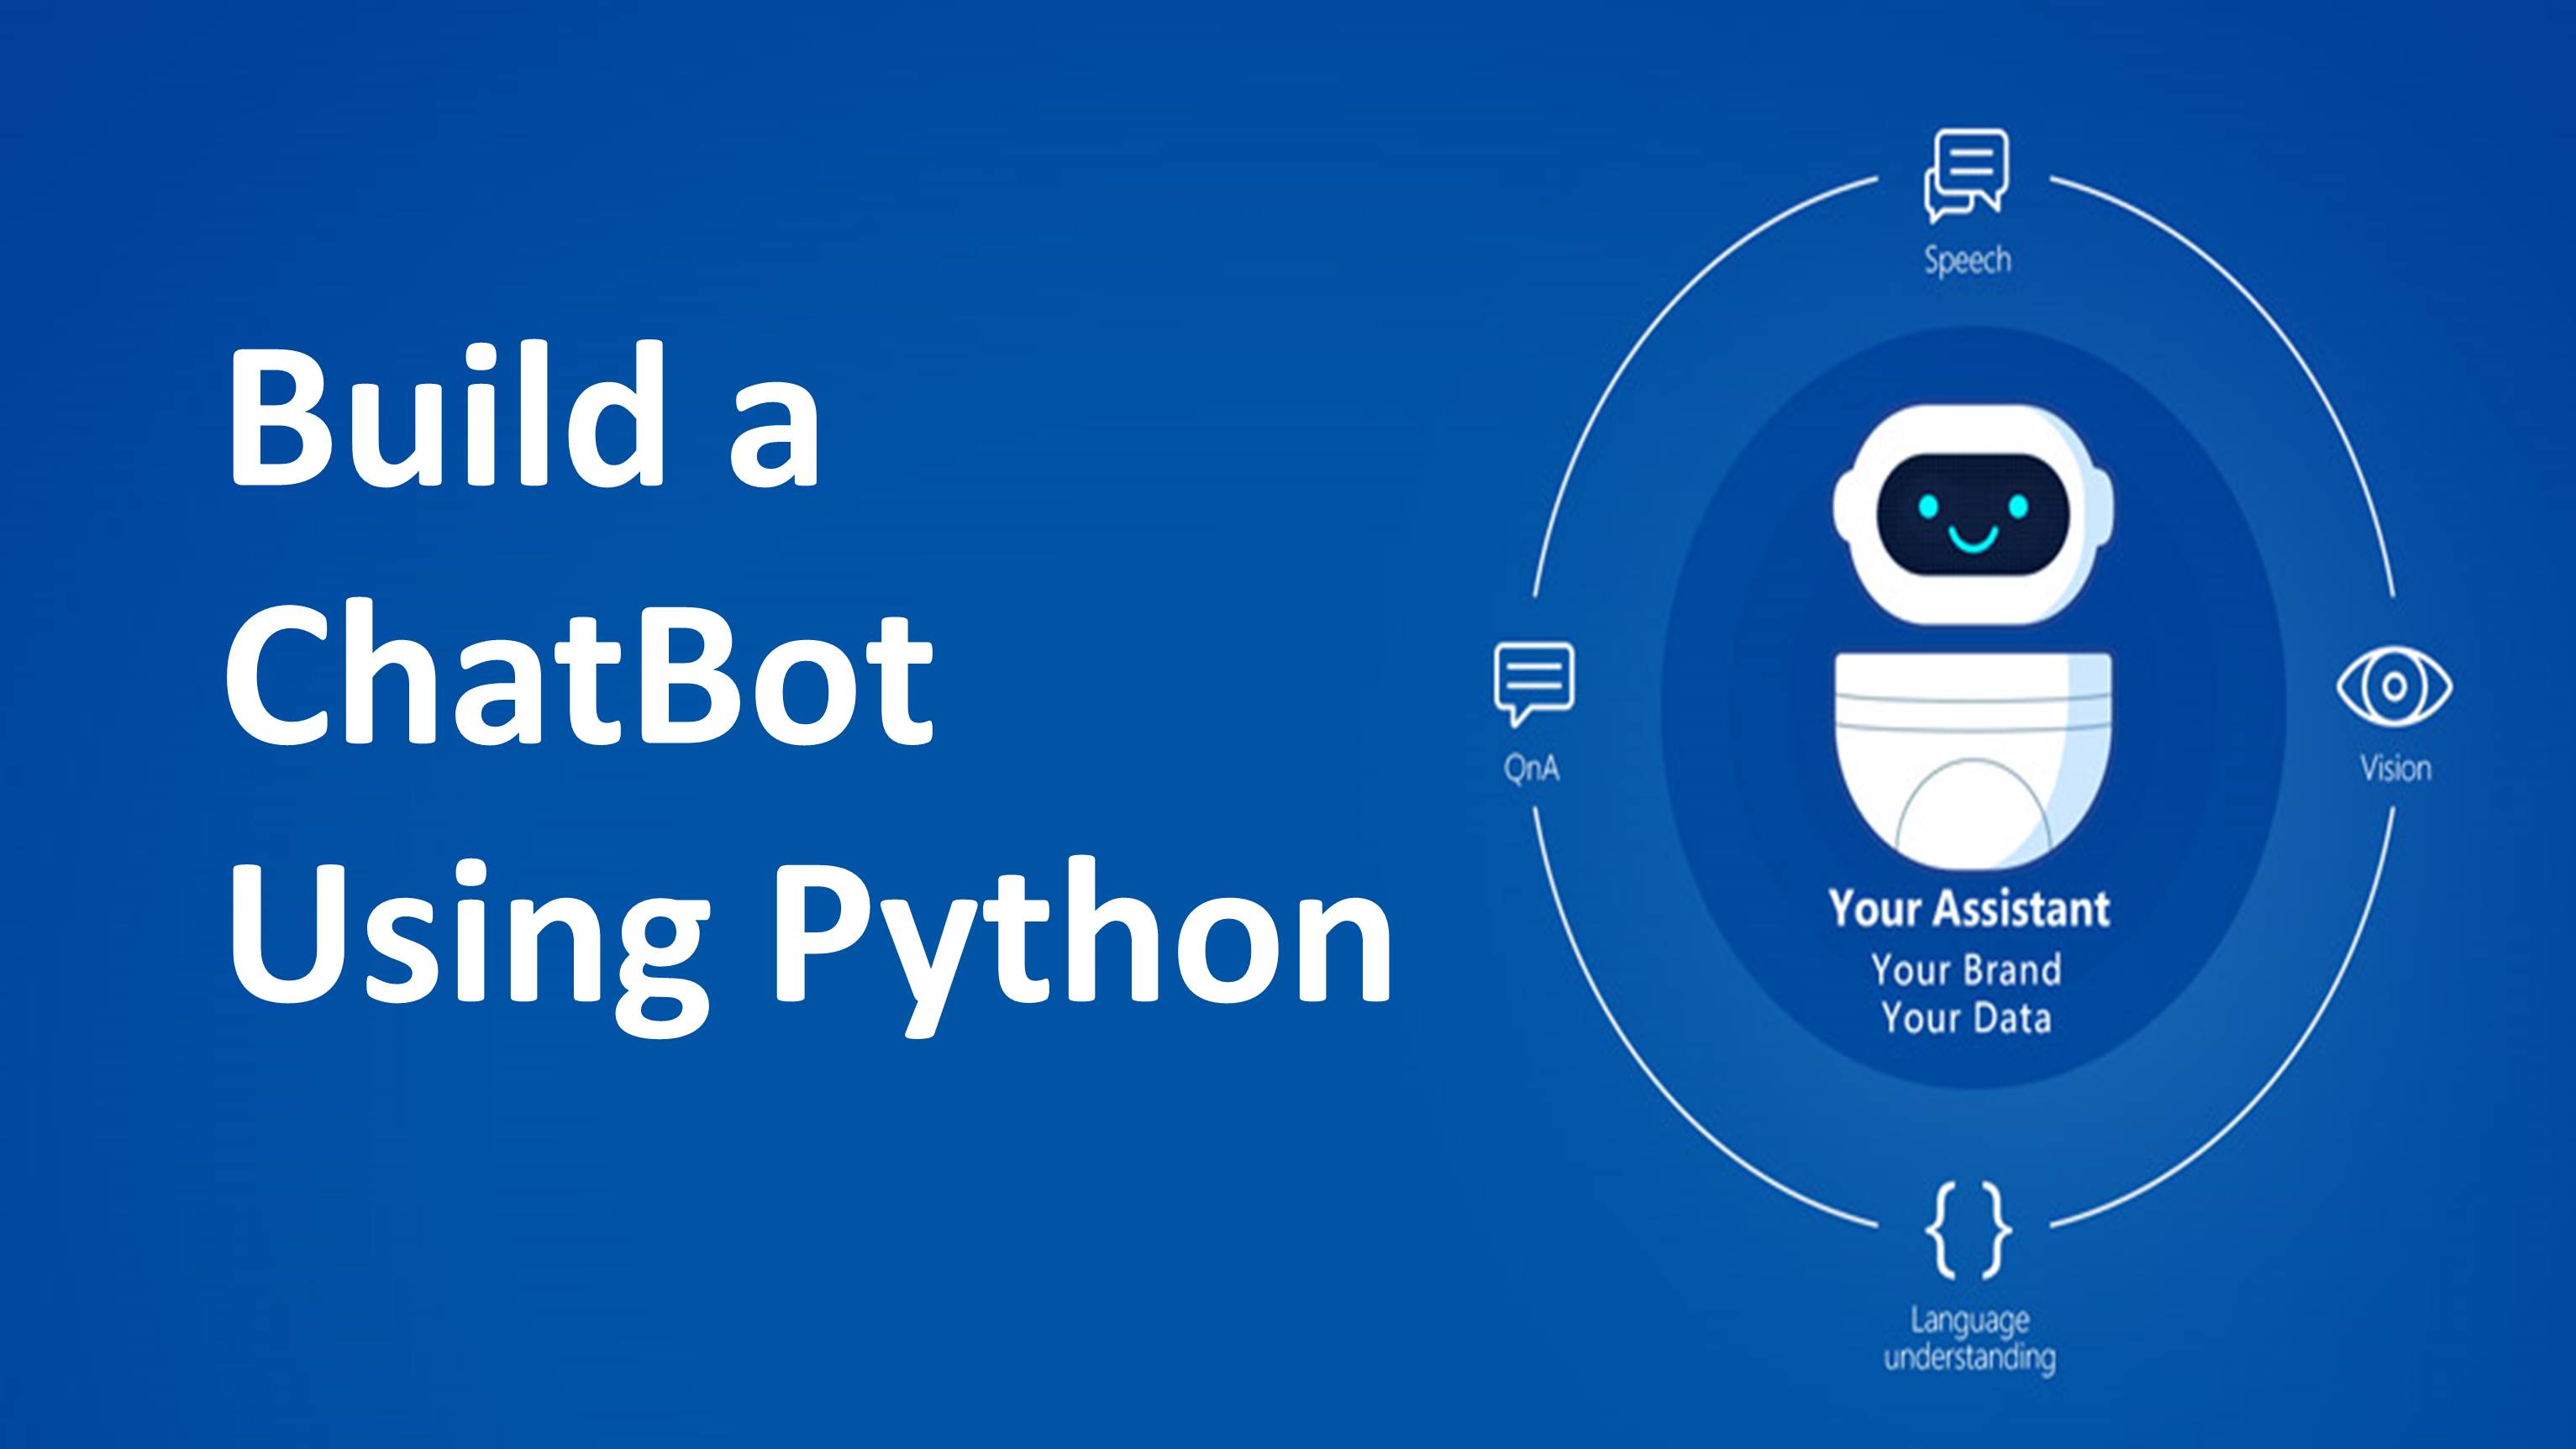 Build a
ChatBot
Using Python
Speech
QnA
Vision
Your Assistant
Your Brand
Your Data
Language
understanding